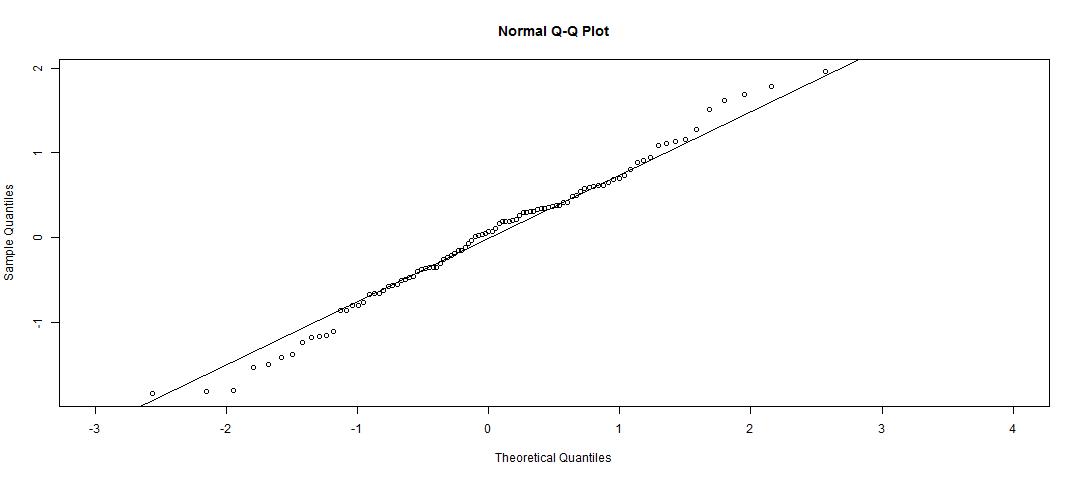 Normal Q-Q Plot
Sample Quantiles
2
1
0
-1
-3 -2 -1 0 1 2 3 4
Theoretical Quantiles